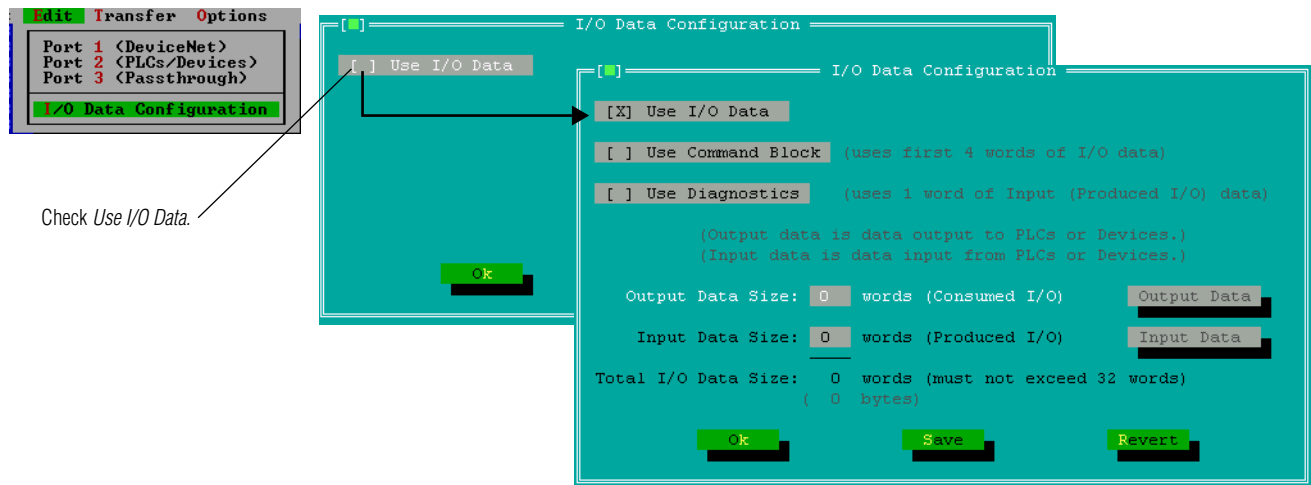 Edit Transfer Options
Port 1 (DeviceNet)
Port 2 (PLCs/Devices)
Port 3 (Passthrough)
I/O Data Configuration
Check Use I/O Data.
[■] I/O Data Configuration
[ ] Use I/O Data
Ok
[■] I/O Data Configuration
[X] Use I/O Data
[ ] Use Command Block (uses first 4 words of I/O data)
[ ] Use Diagnostics (uses 1 word of Input (Produced I/O) data)
(Output data is data output to PLCs or Devices.)
(Input data is data input from PLCs or Devices.)
Output Data Size: 0 words (Consumed I/O) Output Data
Input Data Size: 0 words (Produced I/O) Input Data
Total I/O Data Size: 0 words (must not exceed 32 words)
( 0 bytes)
Ok Save Revert